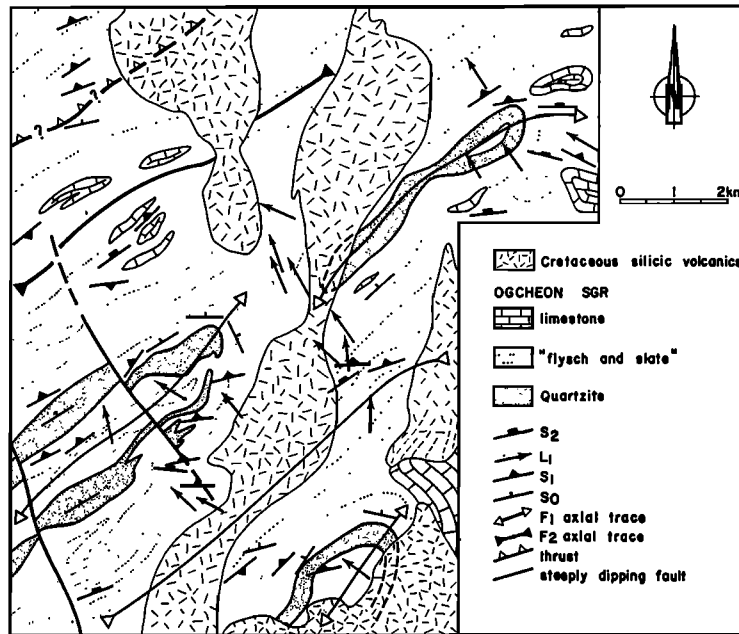 ? ?
N
0 1 2km
Cretaceous silicic volcanics
OGCHEON SGR
limestone
"flysch and slate"
Quartzite
S2
L1
S1
S0
F1 axial trace
F2 axial trace
thrust
steeply dipping fault